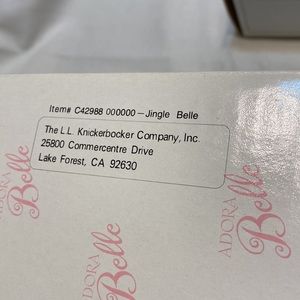 Item# C42988 000000 – Jingle Belle
The L.L. Knickerbocker Company, Inc.
25800 Commercentre Drive
Lake Forest, CA 92630
ADORA
Belle
ADORA
Belle
ADORA
Belle